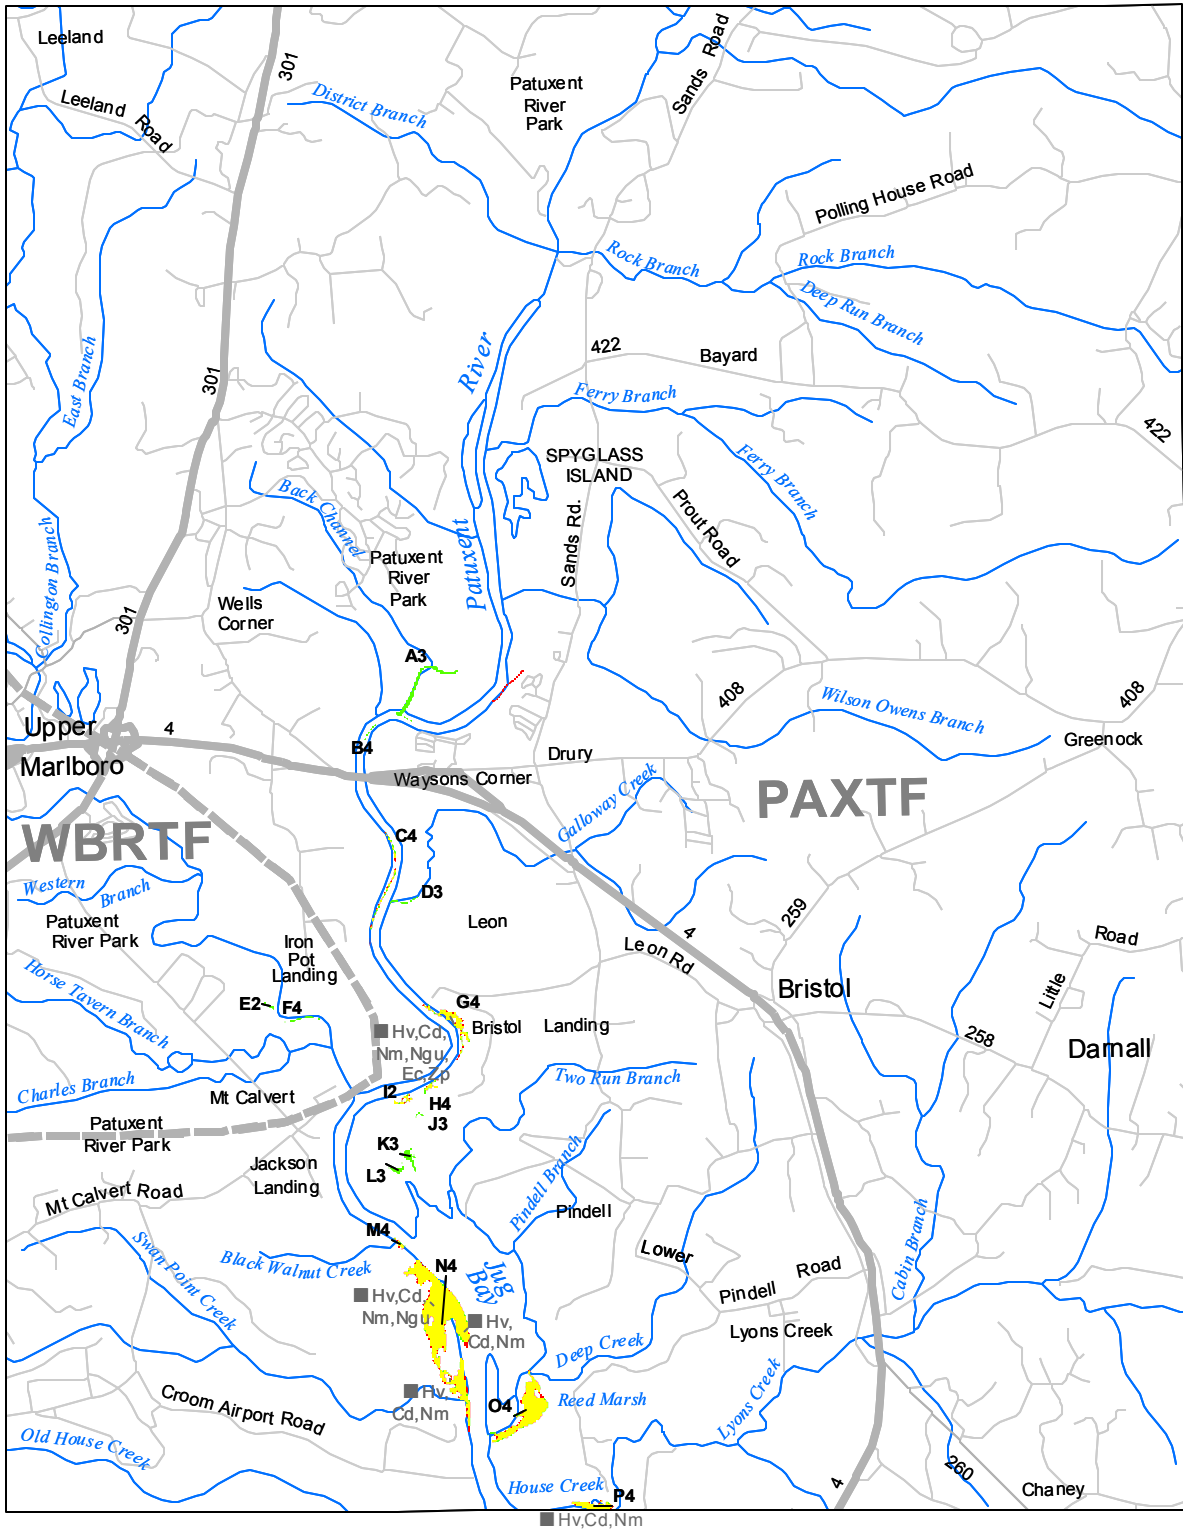 Leeland
301
Sands Road
Patuxent
River
Park
District Branch
Leeland Road
Polling House Road
Rock Branch
Rock Branch
Deep Run Branch
River
East Branch
301
422
Bayard
Ferry Branch
422
SPYGLASS
ISLAND
Ferry Branch
Back Channel
Prout Road
Sands Rd.
Patuxent
Patuxent
River
Park
Collington Branch
Wells
Corner
301
A3
408
408
Wilson Owens Branch
Upper
Marlboro
4
B4
Drury
Greenock
Waysons Corner
PAXTF
Galloway Creek
WBRTF
C4
Western Branch
D3
259
Patuxent
River Park
Leon
4
Leon Rd
Road
Iron
Pot
Landing
Horse Tavern Branch
Bristol
Little
E2
F4
G4
Bristol Landing
258
Hv,Cd,
Nm,Ngu,
Ec,Zp
Darnall
Charles Branch
Two Run Branch
Mt Calvert
I2
H4
J3
Patuxent
River Park
K3
L3
Jackson
Landing
Pindell Branch
Mt Calvert Road
Pindell
M4
Swan Point Creek
Black Walnut Creek
Lower
Pindell Road
Cabin Branch
N4
Jug
Bay
Hv,Cd,
Nm,Ngu
Hv,
Cd,Nm
Lyons Creek
Deep Creek
Hv,
Cd,Nm
Croom Airport Road
O4
Reed Marsh
Lyons Creek
Old House Creek
House Creek
P4
4
260
Chaney
Hv,Cd,Nm